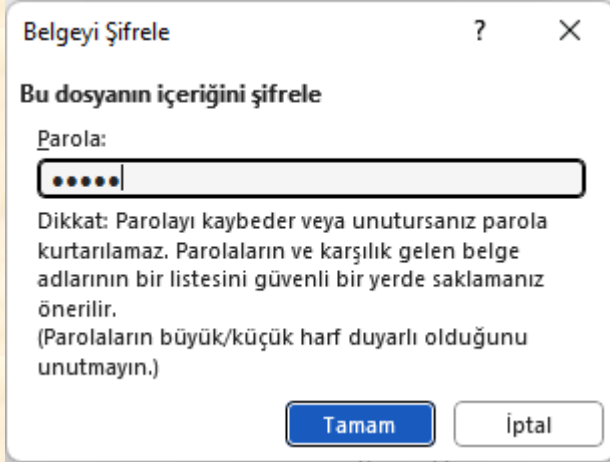 Belgeyi Şifrele
Bu dosyanın içeriğini şifrele
Parola:
●●●●●
Dikkat: Parolayı kaybeder veya unutursanız parola
kurtarılamaz. Parolaların ve karşılık gelen belge
adlarının bir listesini güvenli bir yerde saklamanız
önerilir.
(Parolaların büyük/küçük harf duyarlı olduğunu
unutmayın.)
Tamam
İptal